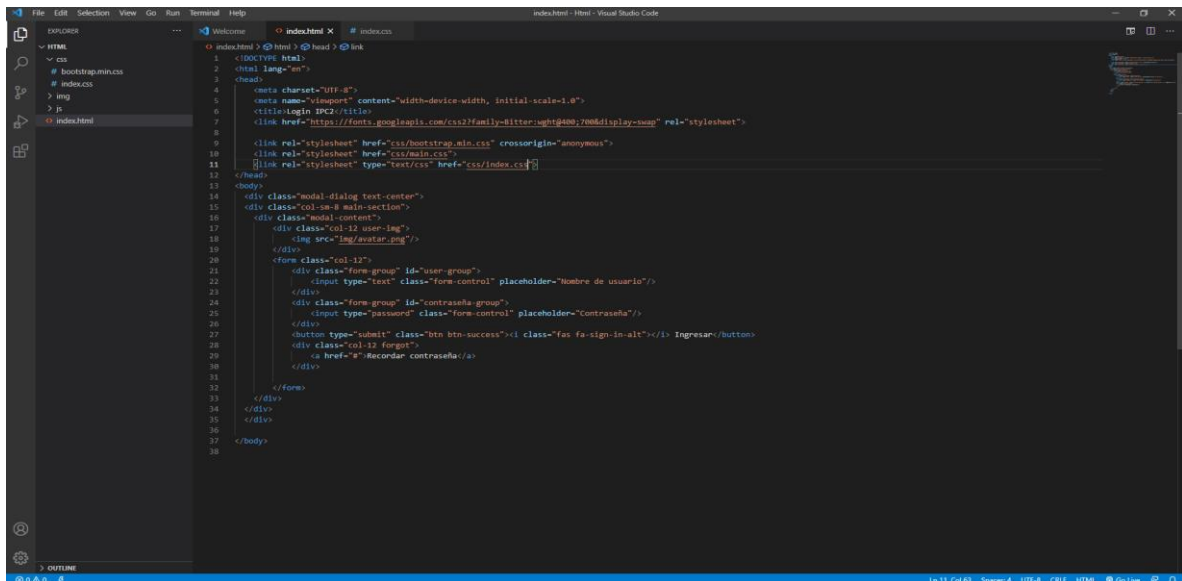 File Edit Selection View Go Run Terminal Help
index.html - Html - Visual Studio Code
EXPLORER
Welcome
index.html
index.css
HTML
css
bootstrap.min.css
index.css
img
js
index.html
index.html > html > head > link
1 <!DOCTYPE html>
2 <html lang="en">
3 <head>
4 <meta charset="UTF-8">
5 <meta name="viewport" content="width=device-width, initial-scale=1.0">
6 <title>Login IPC2</title>
7 <link href="https://fonts.googleapis.com/css2?family=Bitter:wght@400;700&display=swap" rel="stylesheet">
8
9 <link rel="stylesheet" href="css/bootstrap.min.css" crossorigin="anonymous">
10 <link rel="stylesheet" href="css/main.css">
11 <link rel="stylesheet" type="text/css" href="css/index.css">
12 </head>
13 <body>
14 <div class="modal-dialog text-center">
15 <div class="col-sm-8 main-section">
16 <div class="modal-content">
17 <div class="col-12 user-img">
18 <img src="img/avatar.png"/>
19 </div>
20 <form class="col-12">
21 <div class="form-group" id="user-group">
22 <input type="text" class="form-control" placeholder="Nombre de usuario"/>
23 </div>
24 <div class="form-group" id="contraseña-group">
25 <input type="password" class="form-control" placeholder="Contraseña"/>
26 </div>
27 <button type="submit" class="btn btn-success"><i class="fas fa-sign-in-alt"></i> Ingresar</button>
28 <div class="col-12 forgot">
29 <a href="#">Recordar contraseña</a>
30 </div>
31
32 </form>
33 </div>
34 </div>
35 </div>
36
37 </body>
38
OUTLINE
0 0
Ln 11, Col 63 Spaces: 4 UTF-8 CRLF HTML Go Live